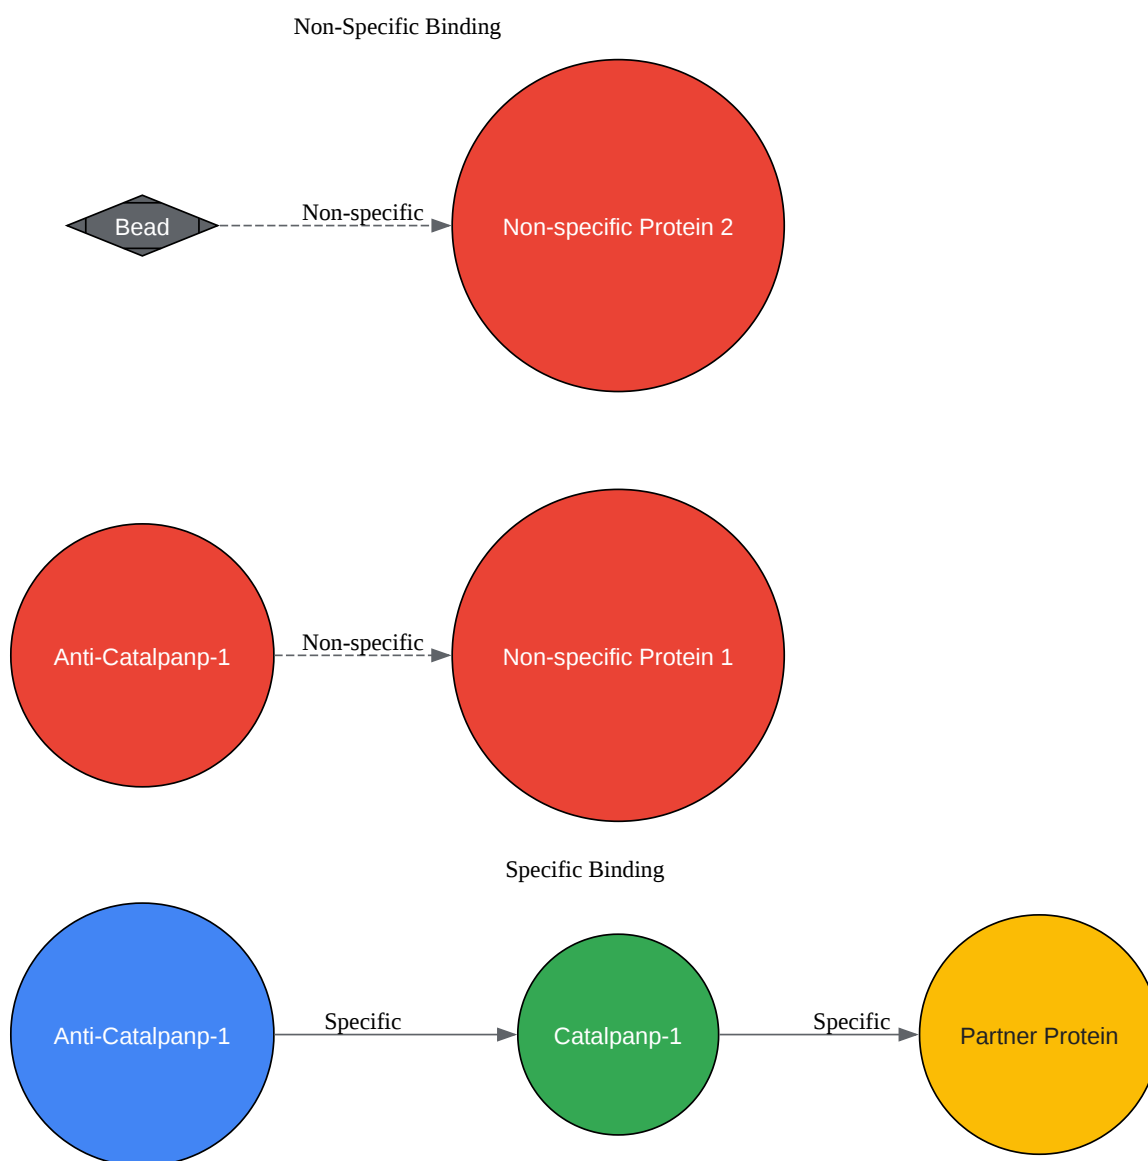 Non-Specific Binding
Bead
Non-specific
Non-specific Protein 2
Anti-Catalpanp-1
Non-specific
Non-specific Protein 1
Specific Binding
Anti-Catalpanp-1
Specific
Catalpanp-1
Specific
Partner Protein